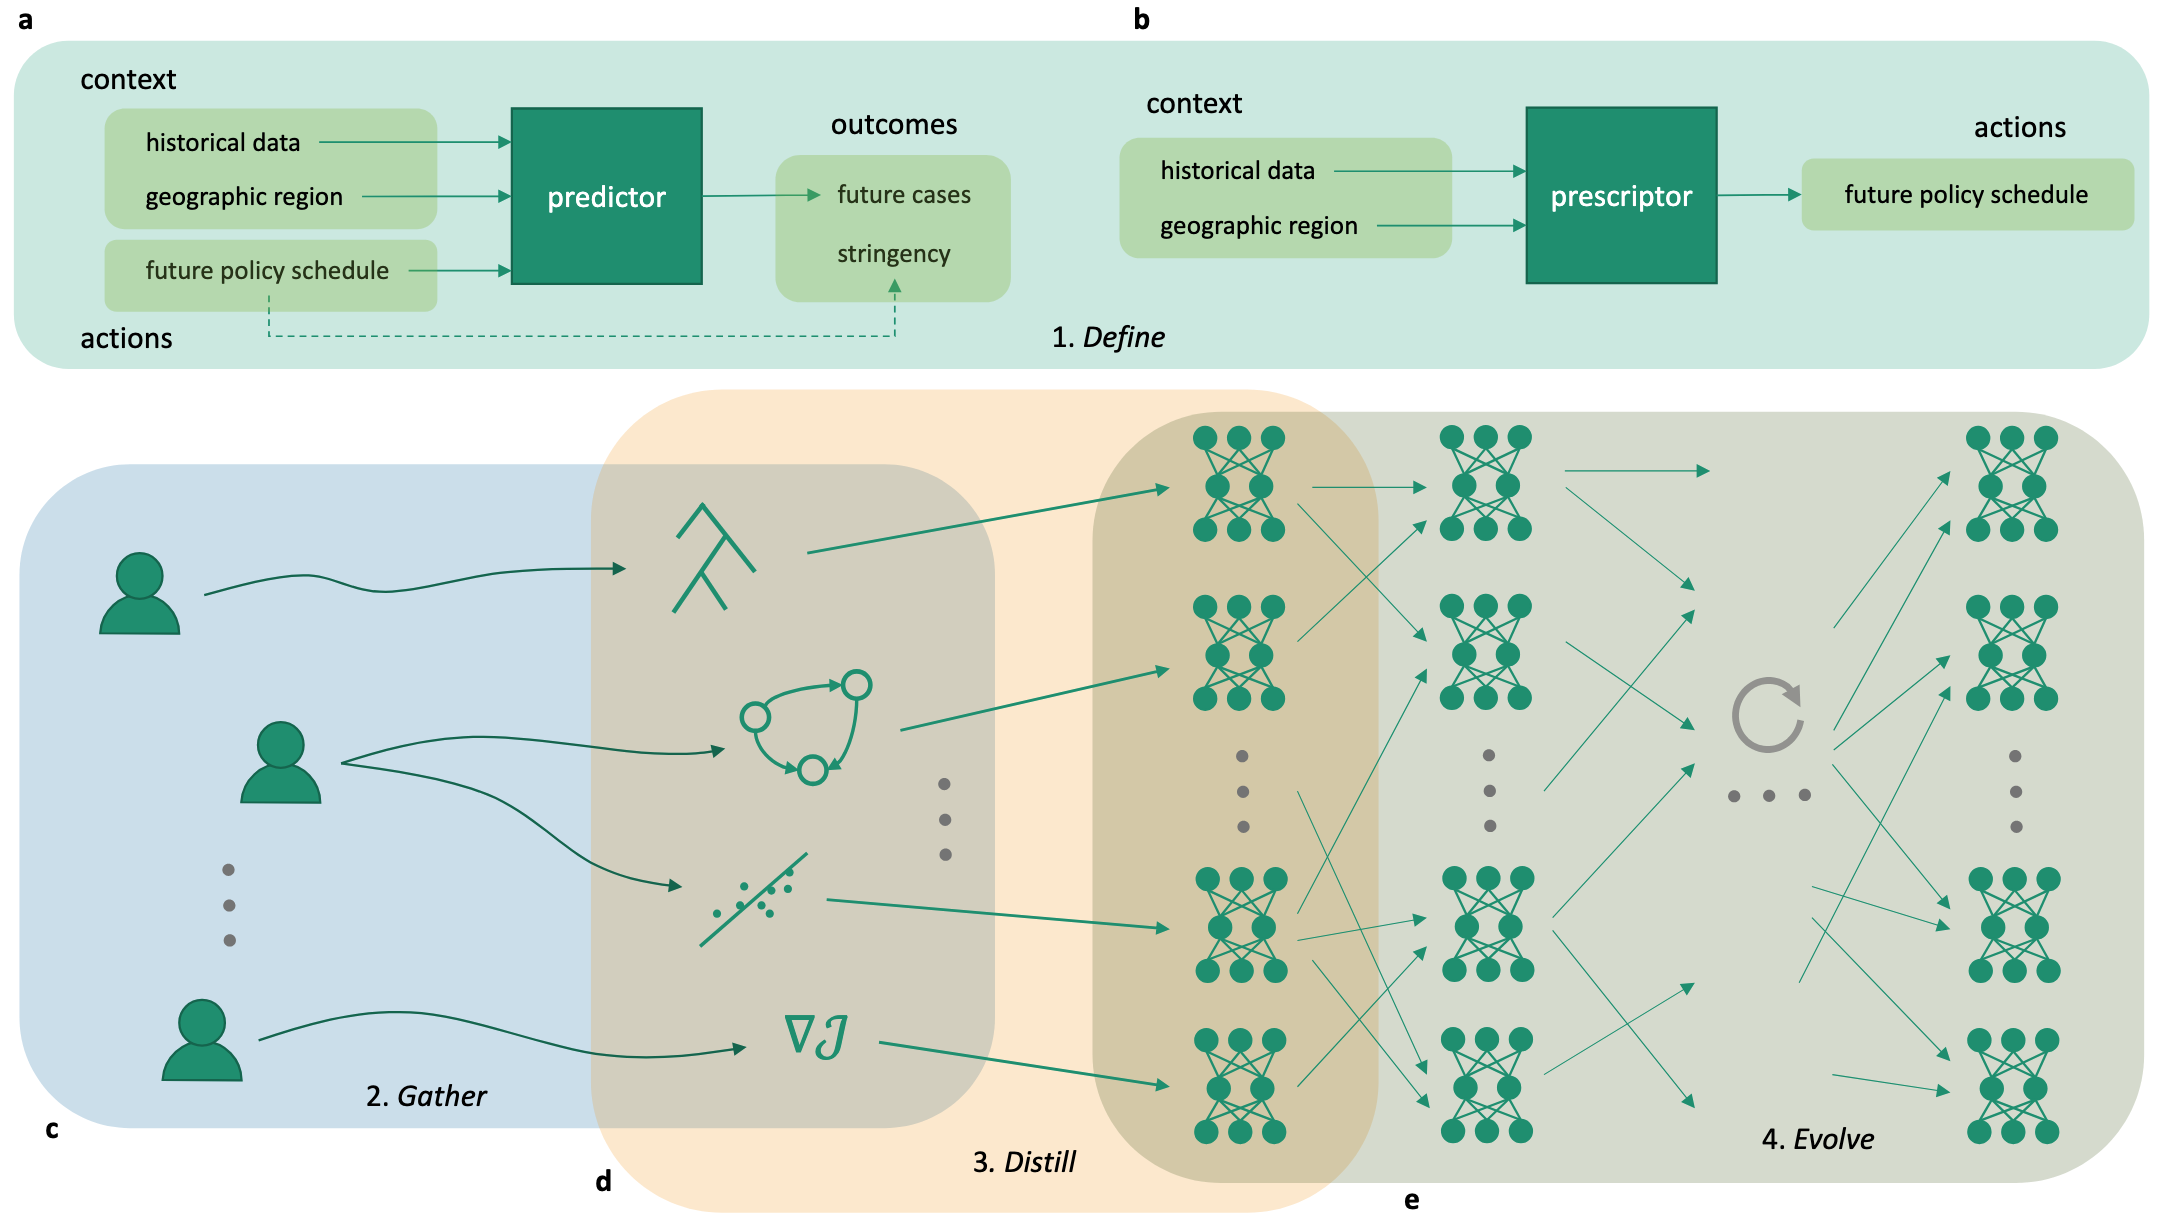 a
b
context
historical data
geographic region
future policy schedule
actions
predictor
outcomes
future cases
stringency
context
historical data
geographic region
prescriptor
actions
future policy schedule
1. Define
∇𝒥
2. Gather
c
3. Distill
d
4. Evolve
e